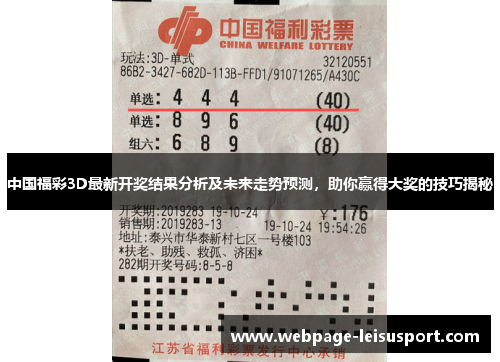 中国福利彩票
CHINA WELFARE LOTTERY
玩法:3D-单式 32120551
86B2-3427-682D-113B-FFD1/91071265/A430C
单选: 4 4 4 (40)
单选: 8 9 6 (40)
组六: 6 8 9 (8)
中国福彩3D最新开奖结果分析及未来走势预测，助你赢得大奖的技巧揭秘
开奖期:2019283 19-10-24 ¥:176
销售期:2019283-13 19-10-24 19:54:26
地址:泰兴市华泰新村七区一号楼103
*扶老、助残、救孤、济困*
282期开奖号码:8-5-8
www.webpage-leisusport.com
江苏省福利彩票发行中心承销